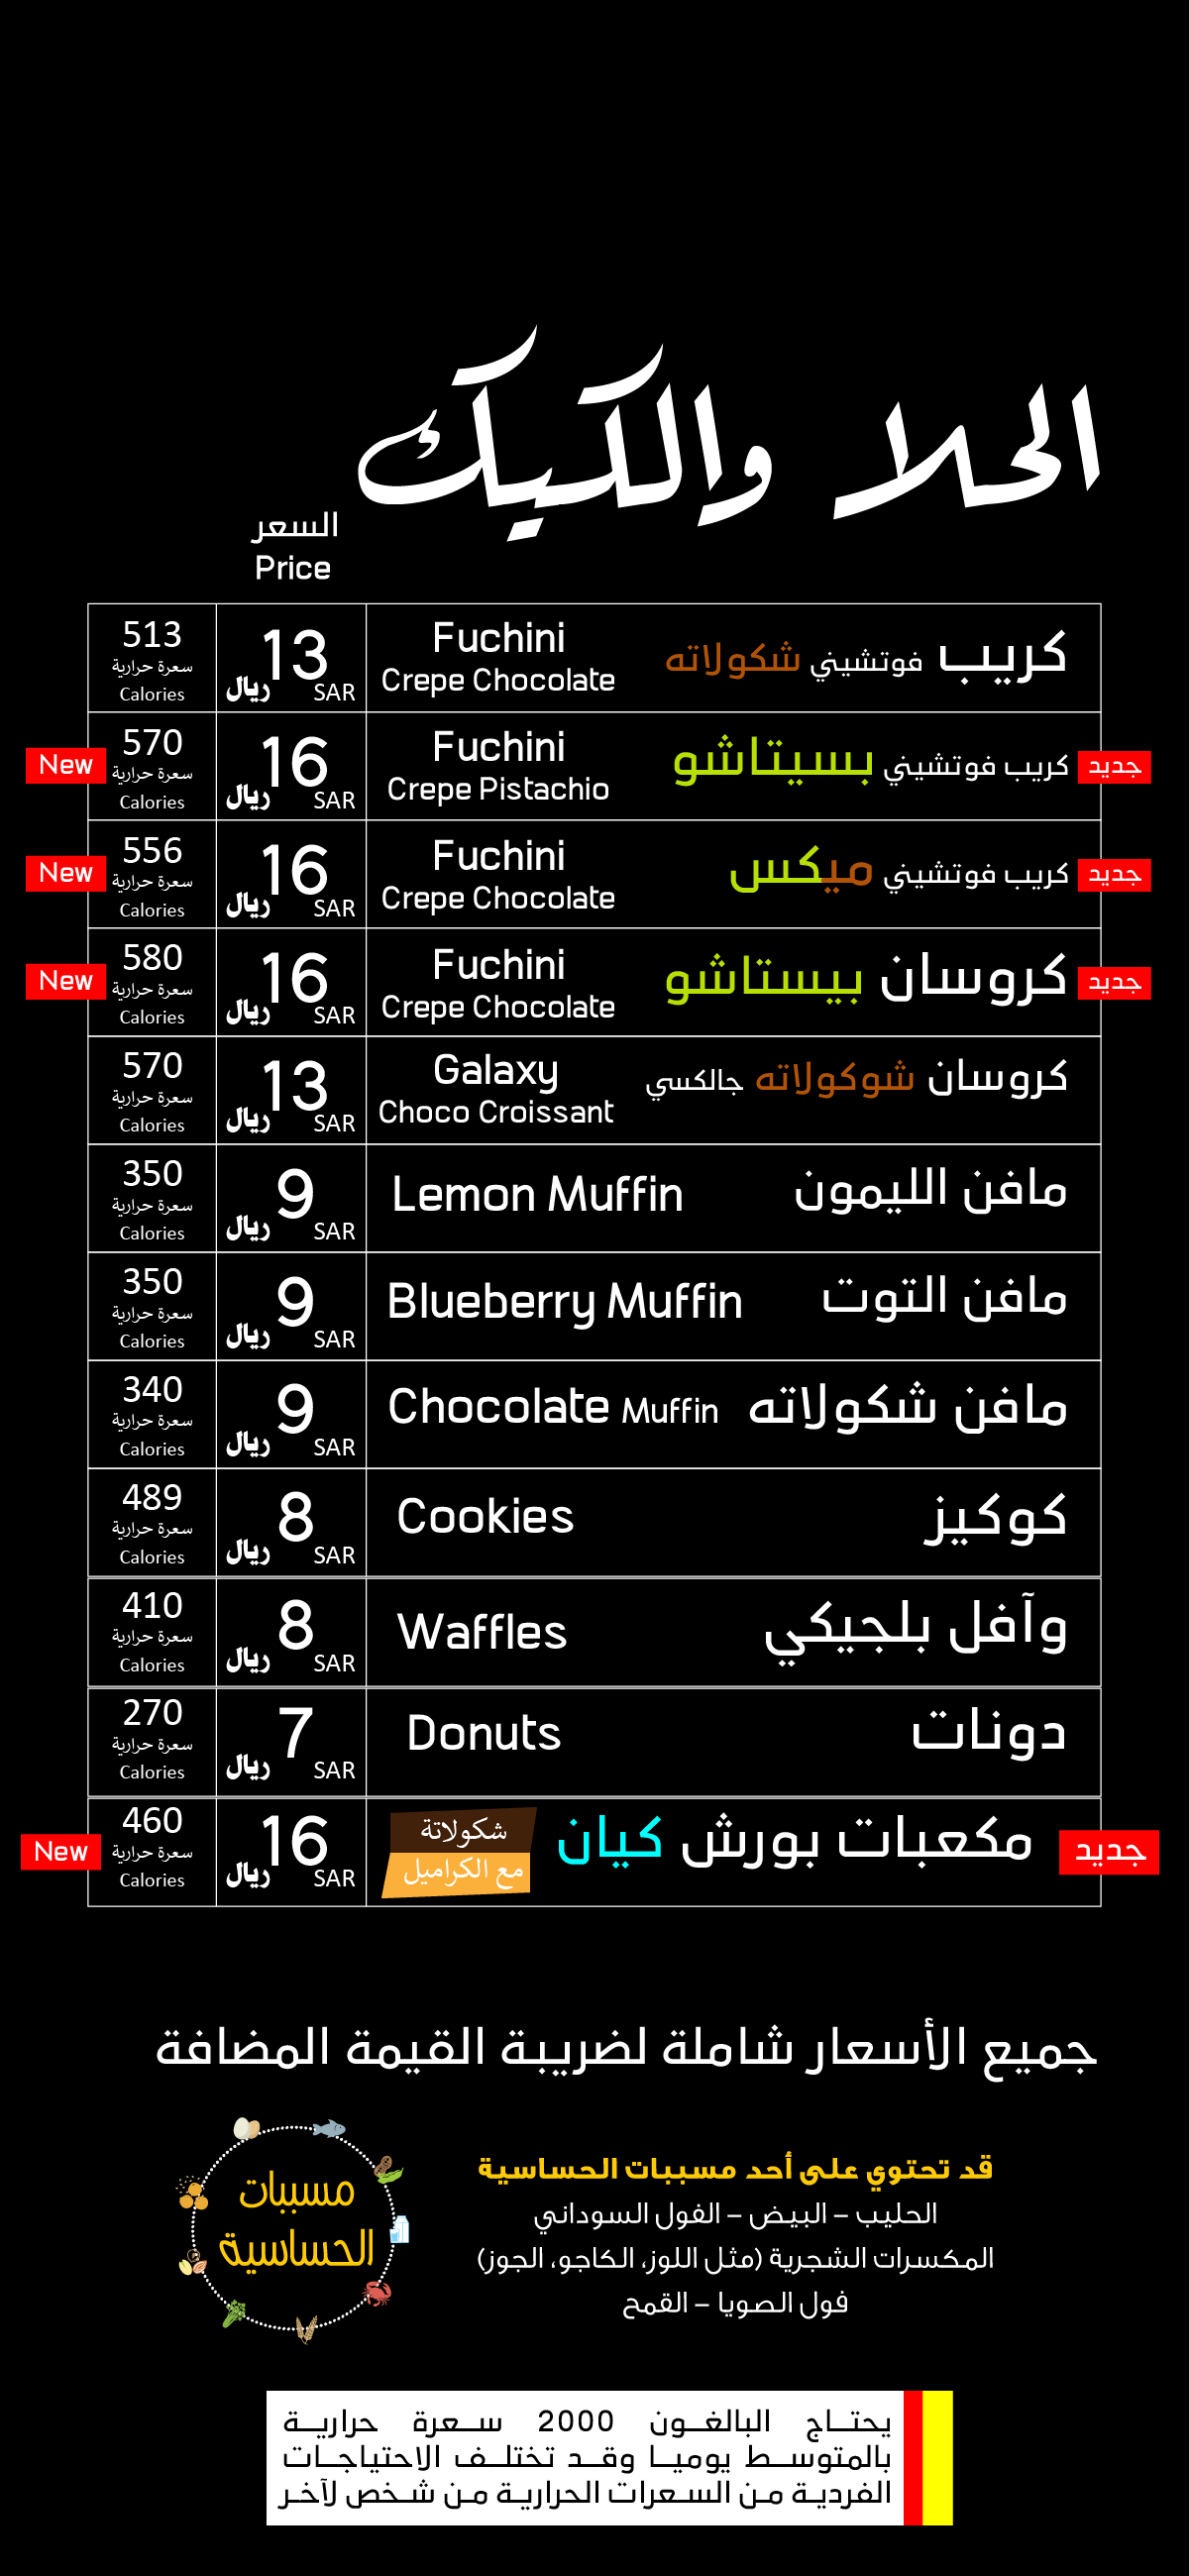 الحلا والكيك
السعر
Price
كريب فوتشيني شكولاته
Fuchini
Crepe Chocolate
13
ريال SAR
513
سعرة حرارية
Calories
جديد
كريب فوتشيني بسيتاشو
Fuchini
Crepe Pistachio
16
ريال SAR
570
سعرة حرارية
Calories
New
جديد
كريب فوتشيني ميكس
Fuchini
Crepe Chocolate
16
ريال SAR
556
سعرة حرارية
Calories
New
جديد
كروسان بيستاشو
Fuchini
Crepe Chocolate
16
ريال SAR
580
سعرة حرارية
Calories
New
كروسان شوكولاته جالكسي
Galaxy
Choco Croissant
13
ريال SAR
570
سعرة حرارية
Calories
مافن الليمون
Lemon Muffin
9
ريال SAR
350
سعرة حرارية
Calories
مافن التوت
Blueberry Muffin
9
ريال SAR
350
سعرة حرارية
Calories
مافن شكولاته
Chocolate Muffin
9
ريال SAR
340
سعرة حرارية
Calories
كوكيز
Cookies
8
ريال SAR
489
سعرة حرارية
Calories
وآفل بلجيكي
Waffles
8
ريال SAR
410
سعرة حرارية
Calories
دونات
Donuts
7
ريال SAR
270
سعرة حرارية
Calories
جديد
مكعبات بورش كيان
شكولاتة
مع الكراميل
16
ريال SAR
460
سعرة حرارية
Calories
New
جميع الأسعار شاملة لضريبة القيمة المضافة
قد تحتوي على أحد مسببات الحساسية
الحليب – البيض – الفول السوداني
المكسرات الشجرية (مثل اللوز، الكاجو، الجوز)
فول الصويا – القمح
مسببات
الحساسية
يحتاج البالغون 2000 سعرة حرارية
بالمتوسط يوميا وقد تختلف الاحتياجات
الفردية من السعرات الحرارية من شخص لآخر